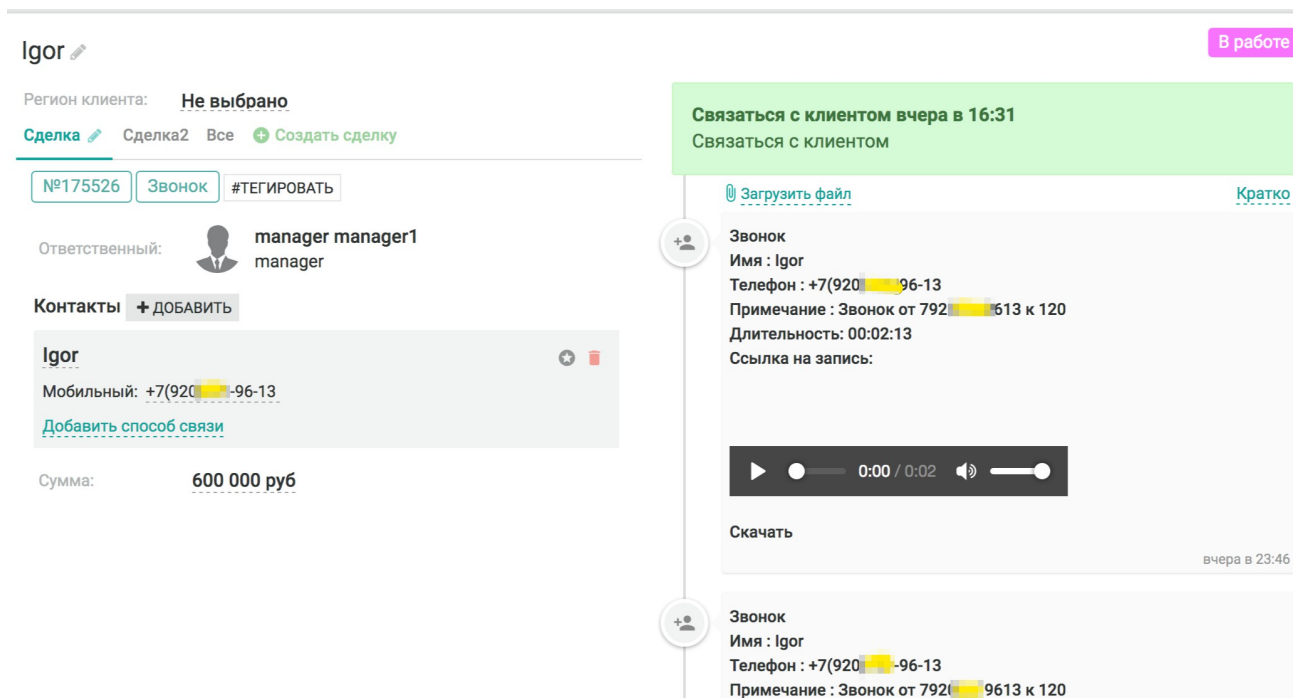 Igor
В работе
Регион клиента: Не выбрано
Сделка Сделка2 Все Создать сделку
№175526 Звонок #ТЕГИРОВАТЬ
Ответственный: manager manager1
manager
Контакты + ДОБАВИТЬ
Igor
Мобильный: +7(920 -96-13
Добавить способ связи
Сумма: 600 000 руб
Связаться с клиентом вчера в 16:31
Связаться с клиентом
Загрузить файл Кратко
Звонок
Имя : Igor
Телефон : +7(920 96-13
Примечание : Звонок от 792 613 к 120
Длительность: 00:02:13
Ссылка на запись:
0:00 / 0:02
Скачать
вчера в 23:46
Звонок
Имя : Igor
Телефон : +7(920 -96-13
Примечание : Звонок от 792 9613 к 120